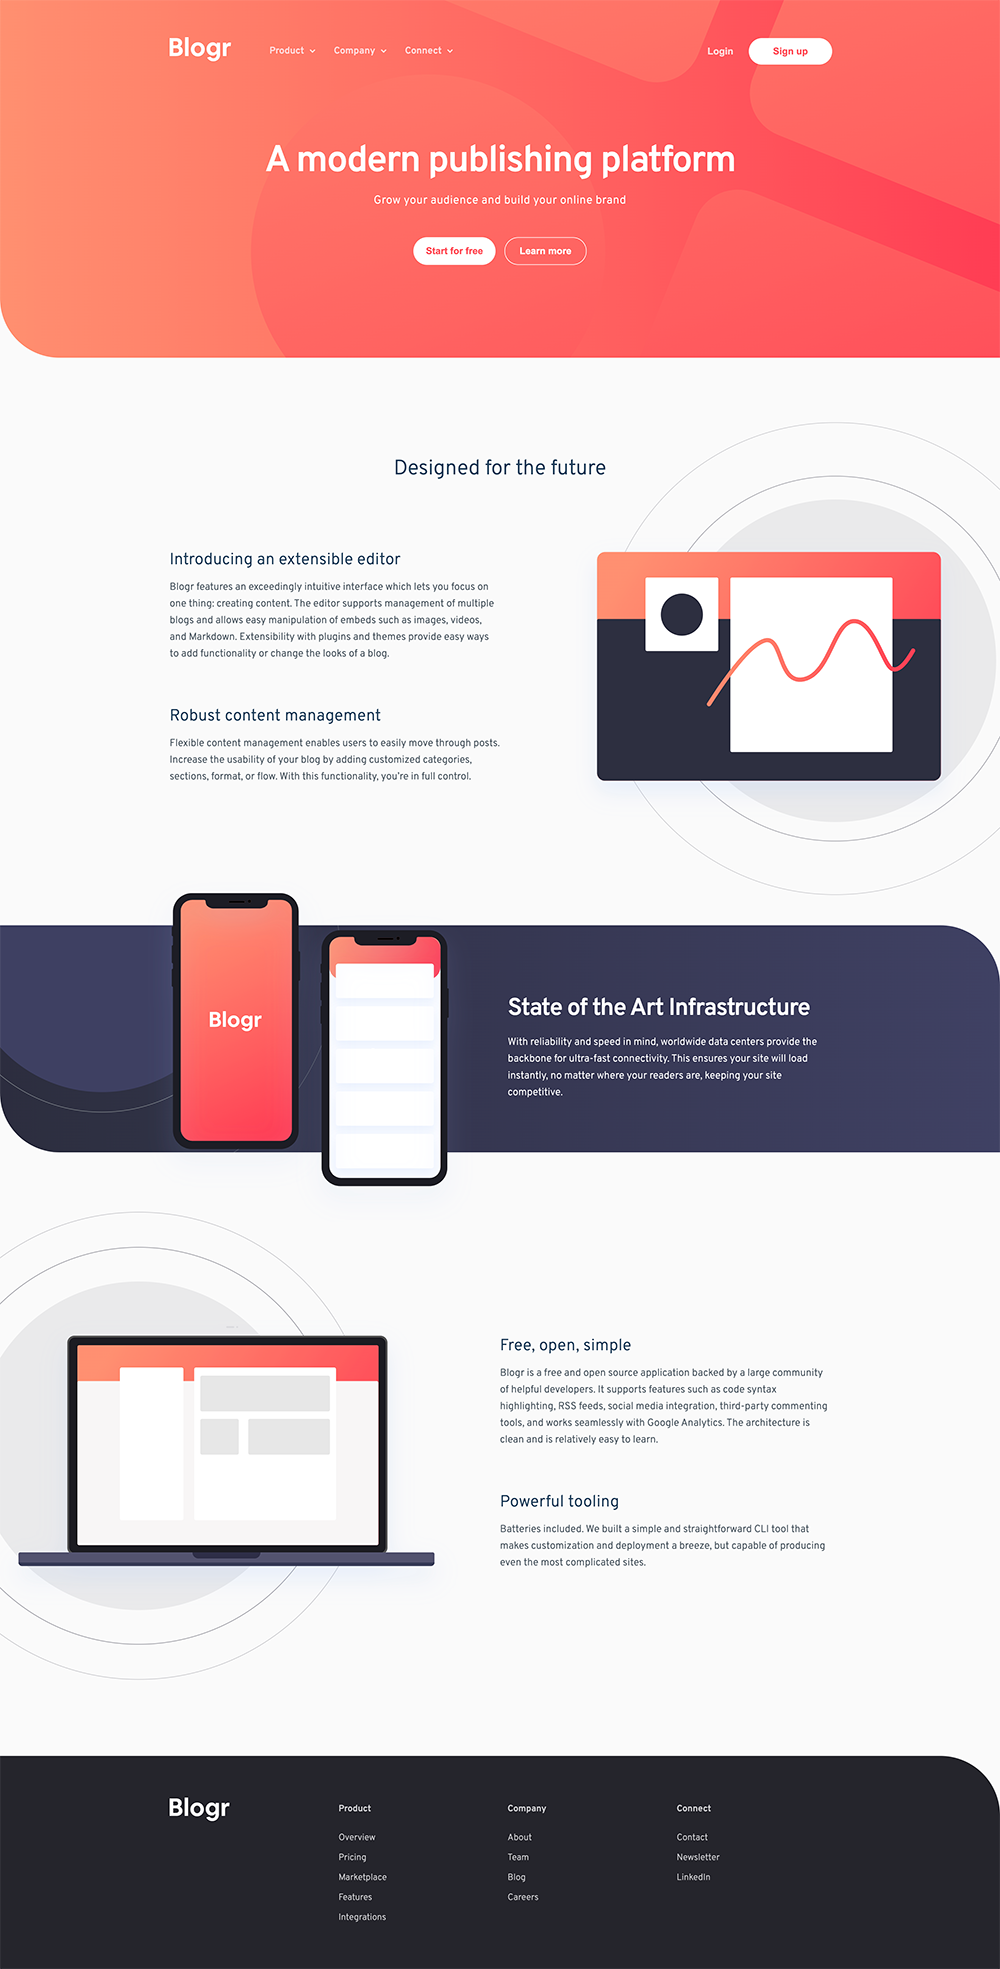 Blogr
Product
Company
Connect
Login
Sign up
A modern publishing platform
Grow your audience and build your online brand
Start for free
Learn more
Designed for the future
Introducing an extensible editor
Blogr features an exceedingly intuitive interface which lets you focus on
one thing: creating content. The editor supports management of multiple
blogs and allows easy manipulation of embeds such as images, videos,
and Markdown. Extensibility with plugins and themes provide easy ways
to add functionality or change the looks of a blog.
Robust content management
Flexible content management enables users to easily move through posts.
Increase the usability of your blog by adding customized categories,
sections, format, or flow. With this functionality, you’re in full control.
Blogr
State of the Art Infrastructure
With reliability and speed in mind, worldwide data centers provide the
backbone for ultra-fast connectivity. This ensures your site will load
instantly, no matter where your readers are, keeping your site
competitive.
Free, open, simple
Blogr is a free and open source application backed by a large community
of helpful developers. It supports features such as code syntax
highlighting, RSS feeds, social media integration, third-party commenting
tools, and works seamlessly with Google Analytics. The architecture is
clean and is relatively easy to learn.
Powerful tooling
Batteries included. We built a simple and straightforward CLI tool that
makes customization and deployment a breeze, but capable of producing
even the most complicated sites.
Blogr
Product
Overview
Pricing
Marketplace
Features
Integrations
Company
About
Team
Blog
Careers
Connect
Contact
Newsletter
LinkedIn